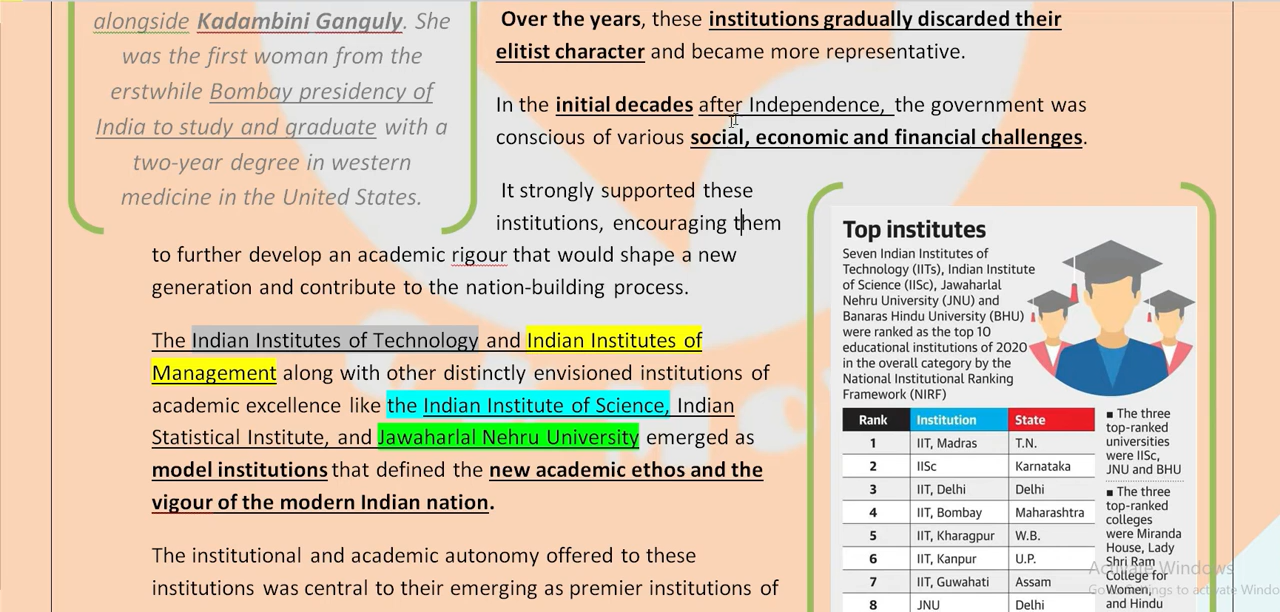 alongside Kadambini Ganguly. She
was the first woman from the
erstwhile Bombay presidency of
India to study and graduate with a
two-year degree in western
medicine in the United States.
Over the years, these institutions gradually discarded their
elitist character and became more representative.
In the initial decades after Independence, the government was
conscious of various social, economic and financial challenges.
It strongly supported these
institutions, encouraging them
to further develop an academic rigour that would shape a new
generation and contribute to the nation-building process.
The Indian Institutes of Technology and Indian Institutes of
Management along with other distinctly envisioned institutions of
academic excellence like the Indian Institute of Science, Indian
Statistical Institute, and Jawaharlal Nehru University emerged as
model institutions that defined the new academic ethos and the
vigour of the modern Indian nation.
The institutional and academic autonomy offered to these
institutions was central to their emerging as premier institutions of
Top institutes
Seven Indian Institutes of
Technology (IITs), Indian Institute
of Science (IISc), Jawaharlal
Nehru University (JNU) and
Banaras Hindu University (BHU)
were ranked as the top 10
educational institutions of 2020
in the overall category by the
National Institutional Ranking
Framework (NIRF)
Rank Institution State
1 IIT, Madras T.N.
2 IISc Karnataka
3 IIT, Delhi Delhi
4 IIT, Bombay Maharashtra
5 IIT, Kharagpur W.B.
6 IIT, Kanpur U.P.
7 IIT, Guwahati Assam
8 JNU Delhi
■ The three
top-ranked
universities
were IISc,
JNU and BHU
■ The three
top-ranked
colleges
were Miranda
House, Lady
Shri Ram
College for
Women,
and Hindu
Activate Windows
Go to Settings to activate Windo